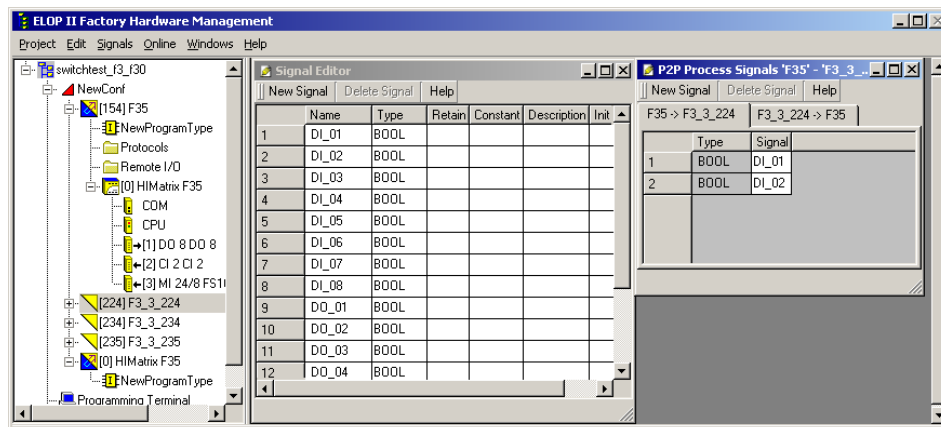 ELOP II Factory Hardware Management
Project Edit Signals Online Windows Help
switchtest_f3_f30
NewConf
[154] F35
NewProgramType
Protocols
Remote I/O
[0] HIMatrix F35
COM
CPU
[1] DO 8 DO 8
[2] CI 2 CI 2
[3] MI 24/8 FS1
[224] F3_3_224
[234] F3_3_234
[235] F3_3_235
[0] HIMatrix F35
NewProgramType
Programming Terminal
Signal Editor
New Signal Delete Signal Help
Name Type Retain Constant Description Init
1 DI_01 BOOL
2 DI_02 BOOL
3 DI_03 BOOL
4 DI_04 BOOL
5 DI_05 BOOL
6 DI_06 BOOL
7 DI_07 BOOL
8 DI_08 BOOL
9 DO_01 BOOL
10 DO_02 BOOL
11 DO_03 BOOL
12 DO_04 BOOL
P2P Process Signals 'F35' - 'F3_3_...
New Signal Delete Signal Help
F35 -> F3_3_224 F3_3_224 -> F35
Type Signal
1 BOOL DI_01
2 BOOL DI_02